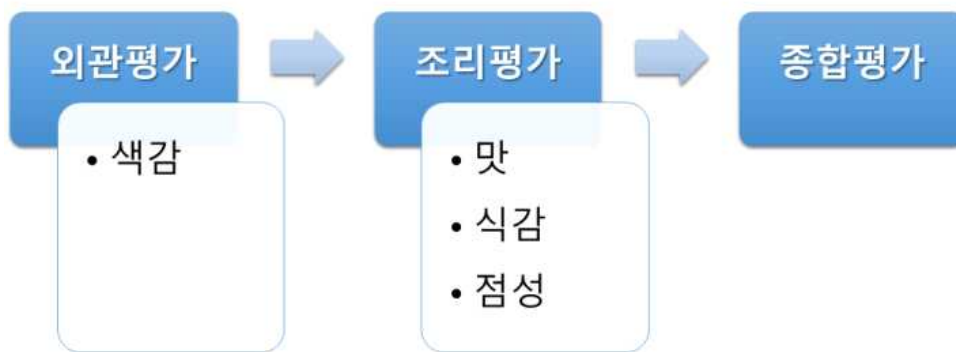 외관평가
• 색감
조리평가
• 맛
• 식감
• 점성
종합평가